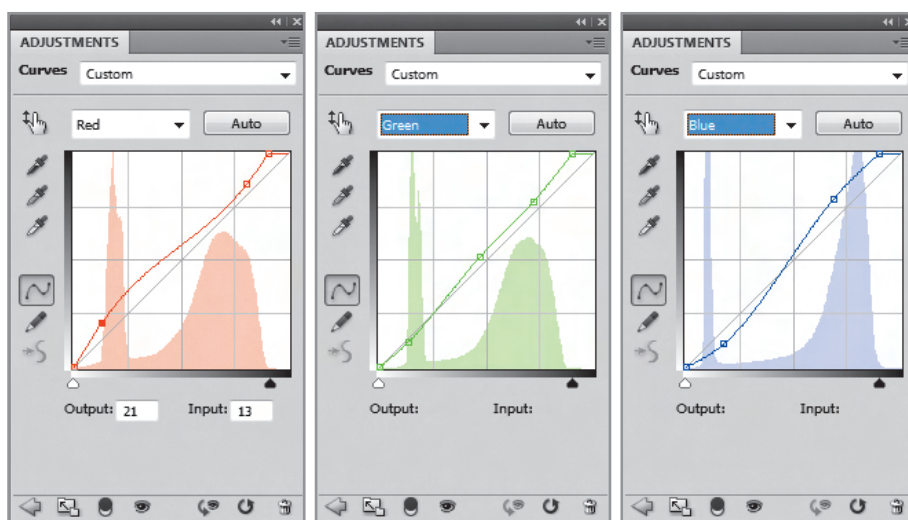 ADJUSTMENTS
Curves Custom
Red Auto
Output: 21 Input: 13
ADJUSTMENTS
Curves Custom
Green Auto
Output: Input:
ADJUSTMENTS
Curves Custom
Blue Auto
Output: Input: